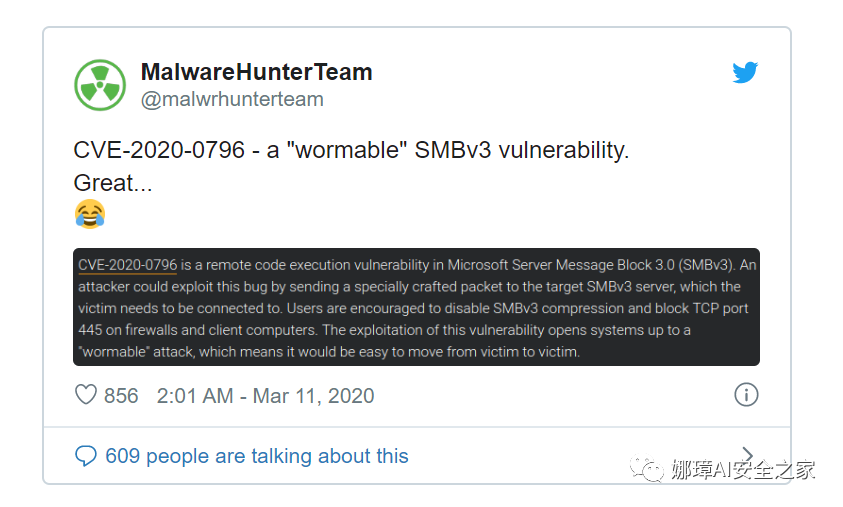 MalwareHunterTeam
@malwrhunterteam
CVE-2020-0796 - a "wormable" SMBv3 vulnerability.
Great...
😂
CVE-2020-0796 is a remote code execution vulnerability in Microsoft Server Message Block 3.0 (SMBv3). An
attacker could exploit this bug by sending a specially crafted packet to the target SMBv3 server, which the
victim needs to be connected to. Users are encouraged to disable SMBv3 compression and block TCP port
445 on firewalls and client computers. The exploitation of this vulnerability opens systems up to a
"wormable" attack, which means it would be easy to move from victim to victim.
856 2:01 AM - Mar 11, 2020
609 people are talking about this
娜璋AI安全之家